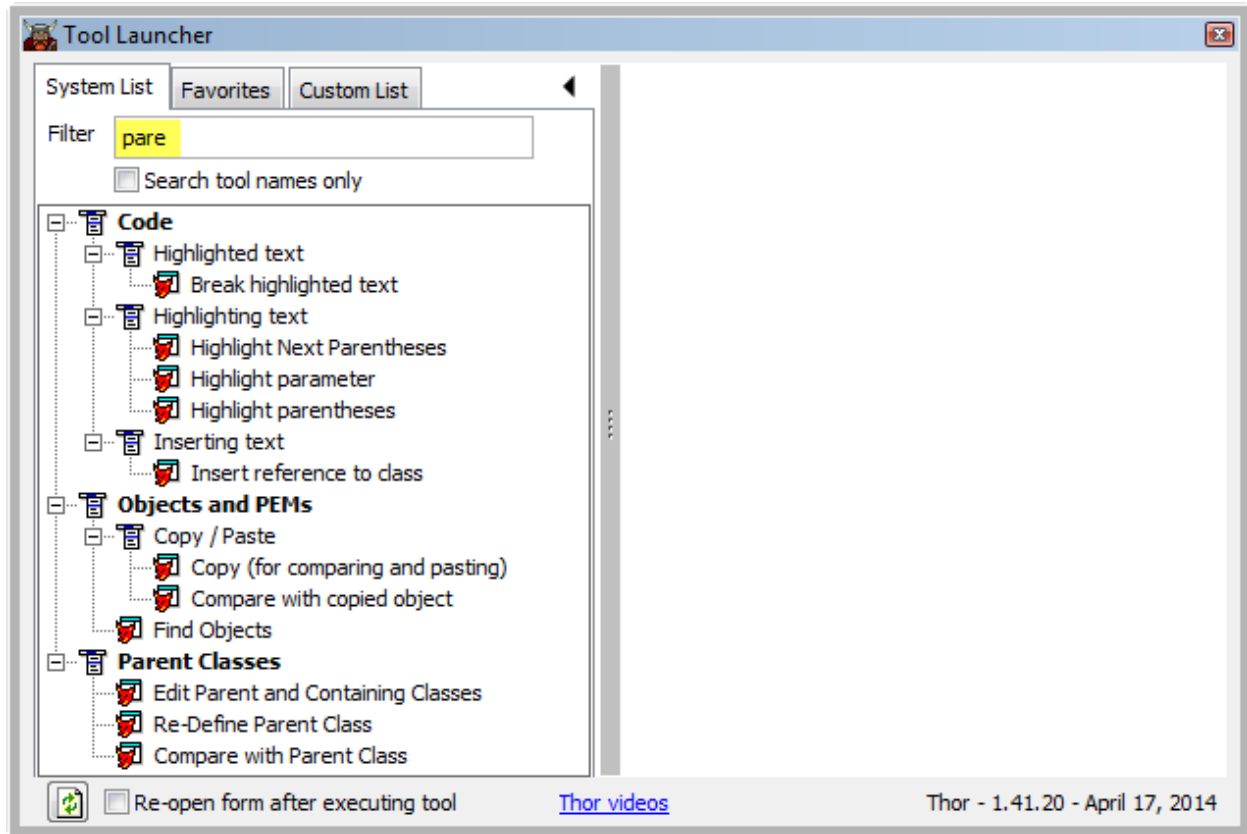 Tool Launcher
System List Favorites Custom List
Filter pare
Search tool names only
Code
Highlighted text
Break highlighted text
Highlighting text
Highlight Next Parentheses
Highlight parameter
Highlight parentheses
Inserting text
Insert reference to class
Objects and PEMs
Copy / Paste
Copy (for comparing and pasting)
Compare with copied object
Find Objects
Parent Classes
Edit Parent and Containing Classes
Re-Define Parent Class
Compare with Parent Class
Re-open form after executing tool Thor videos Thor - 1.41.20 - April 17, 2014